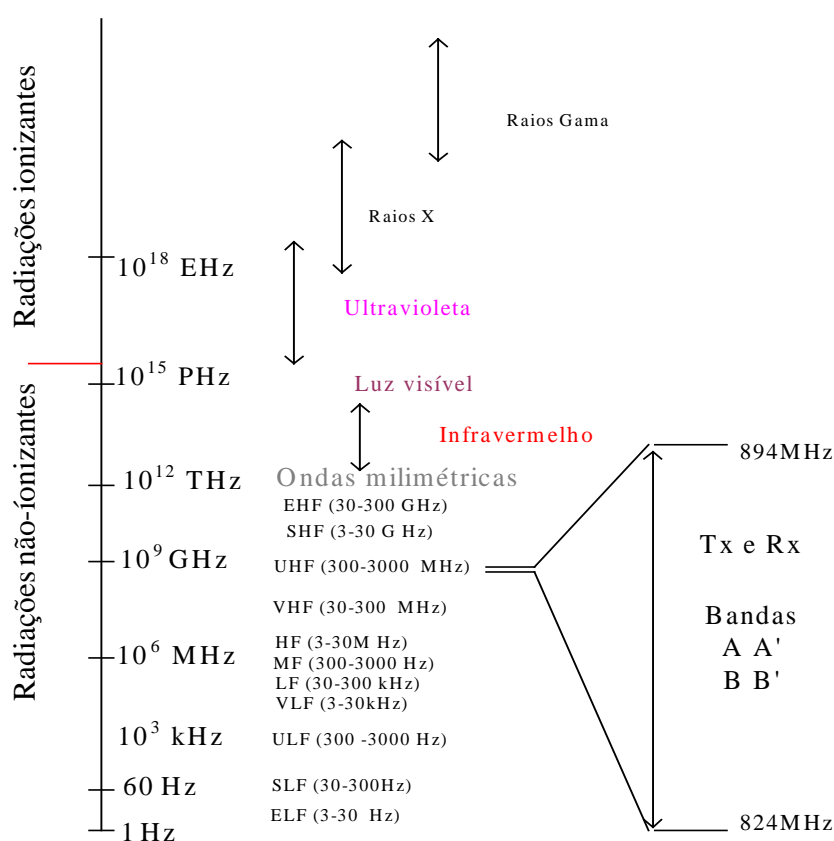 Radiações ionizantes
Radiações não-íonizantes
Raios Gama
Raios X
10^18 EHz
Ultravioleta
10^15 PHz
Luz visível
Infravermelho
894MHz
10^12 THz
Ondas milimétricas
EHF (30-300 GHz)
SHF (3-30 G Hz)
10^9 GHz
UHF (300-3000 MHz)
Tx e Rx
VHF (30-300 MHz)
Bandas
A A'
B B'
HF (3-30M Hz)
10^6 MHz
MF (300-3000 Hz)
LF (30-300 kHz)
VLF (3-30kHz)
10^3 kHz
ULF (300 -3000 Hz)
60 Hz
SLF (30-300Hz)
ELF (3-30 Hz)
1 Hz
824MHz